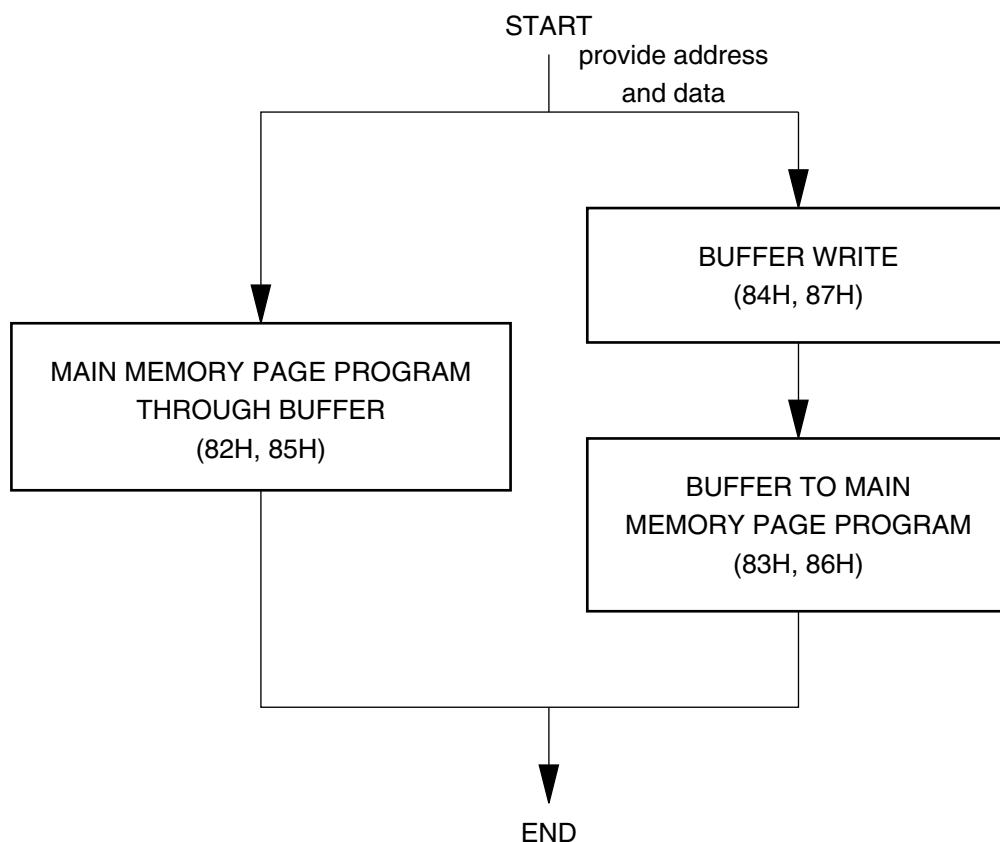 START
provide address
and data
BUFFER WRITE
(84H, 87H)
MAIN MEMORY PAGE PROGRAM
THROUGH BUFFER
(82H, 85H)
BUFFER TO MAIN
MEMORY PAGE PROGRAM
(83H, 86H)
END